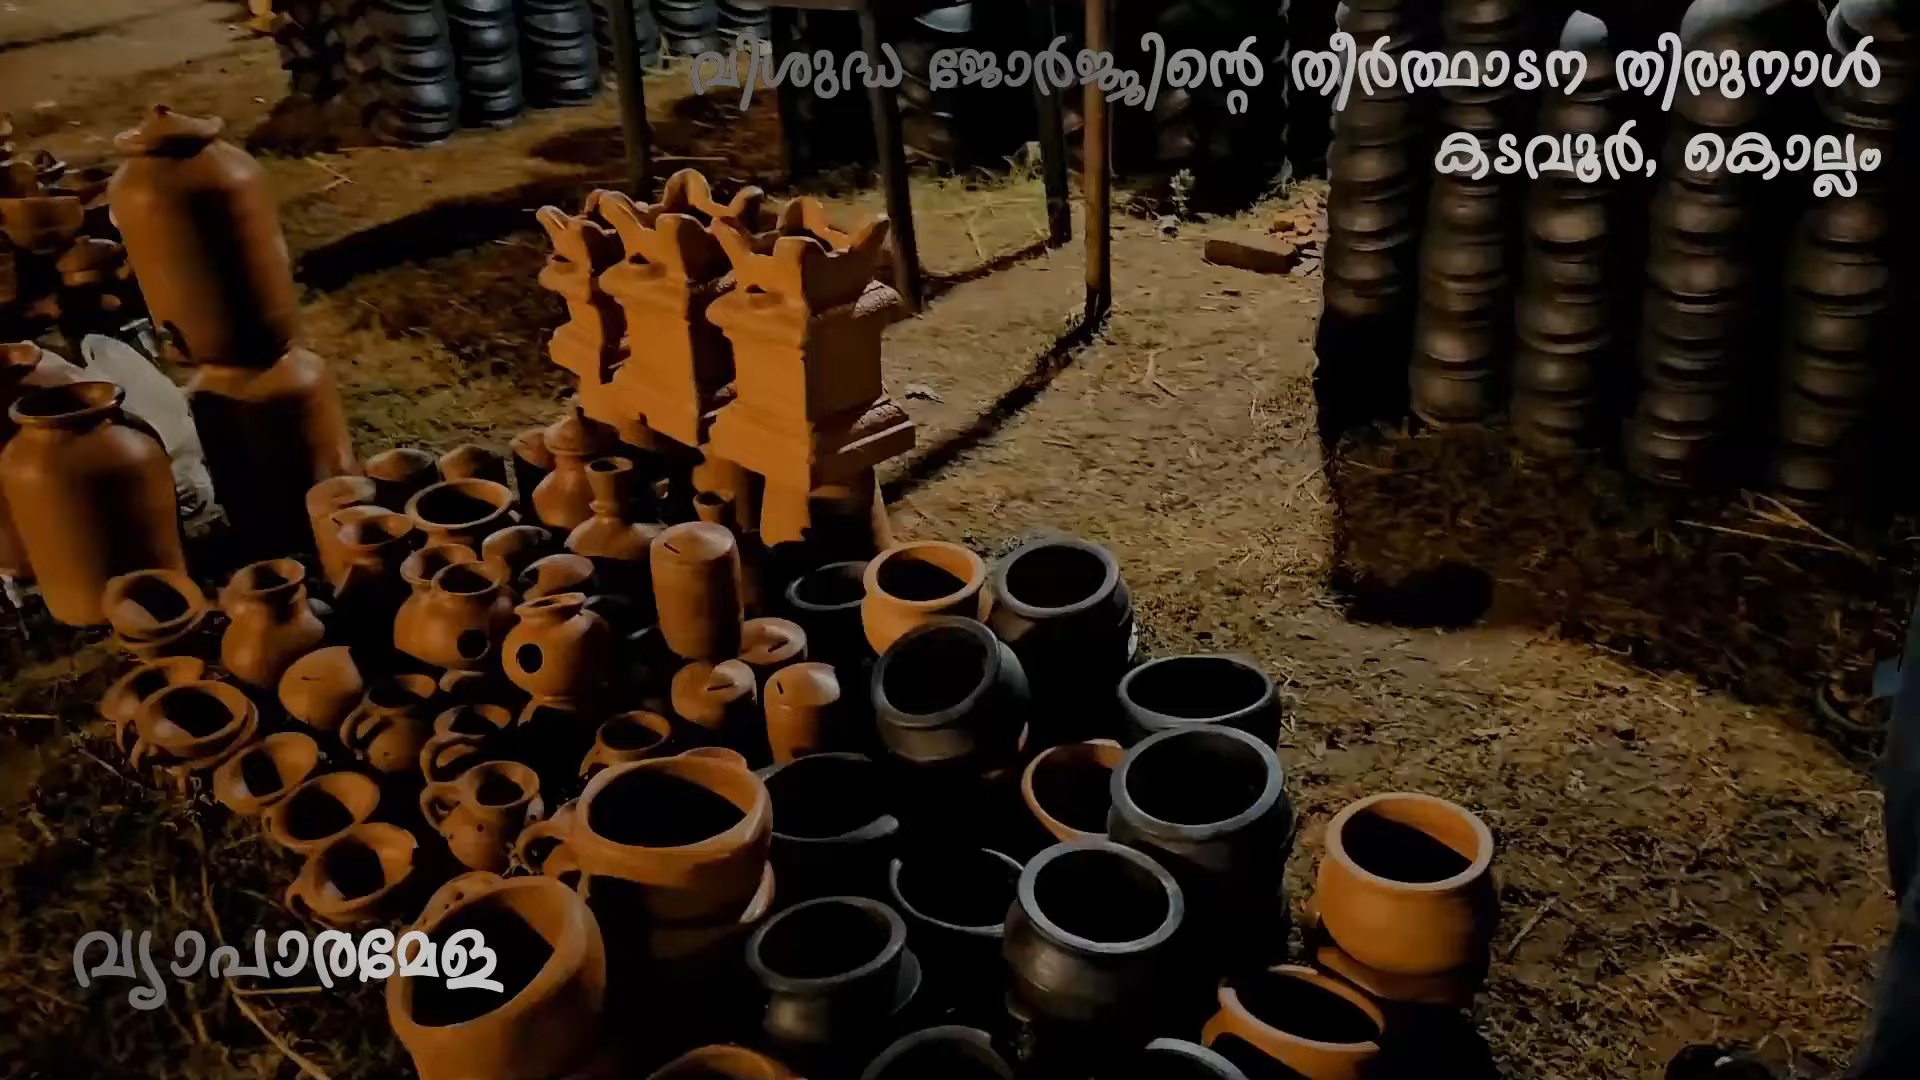 വിശുദ്ധ ജോർജ്ജിന്റെ തീർത്ഥാടന തിരുനാൾ
കടവൂർ, കൊല്ലം
വ്യാപാരമേള